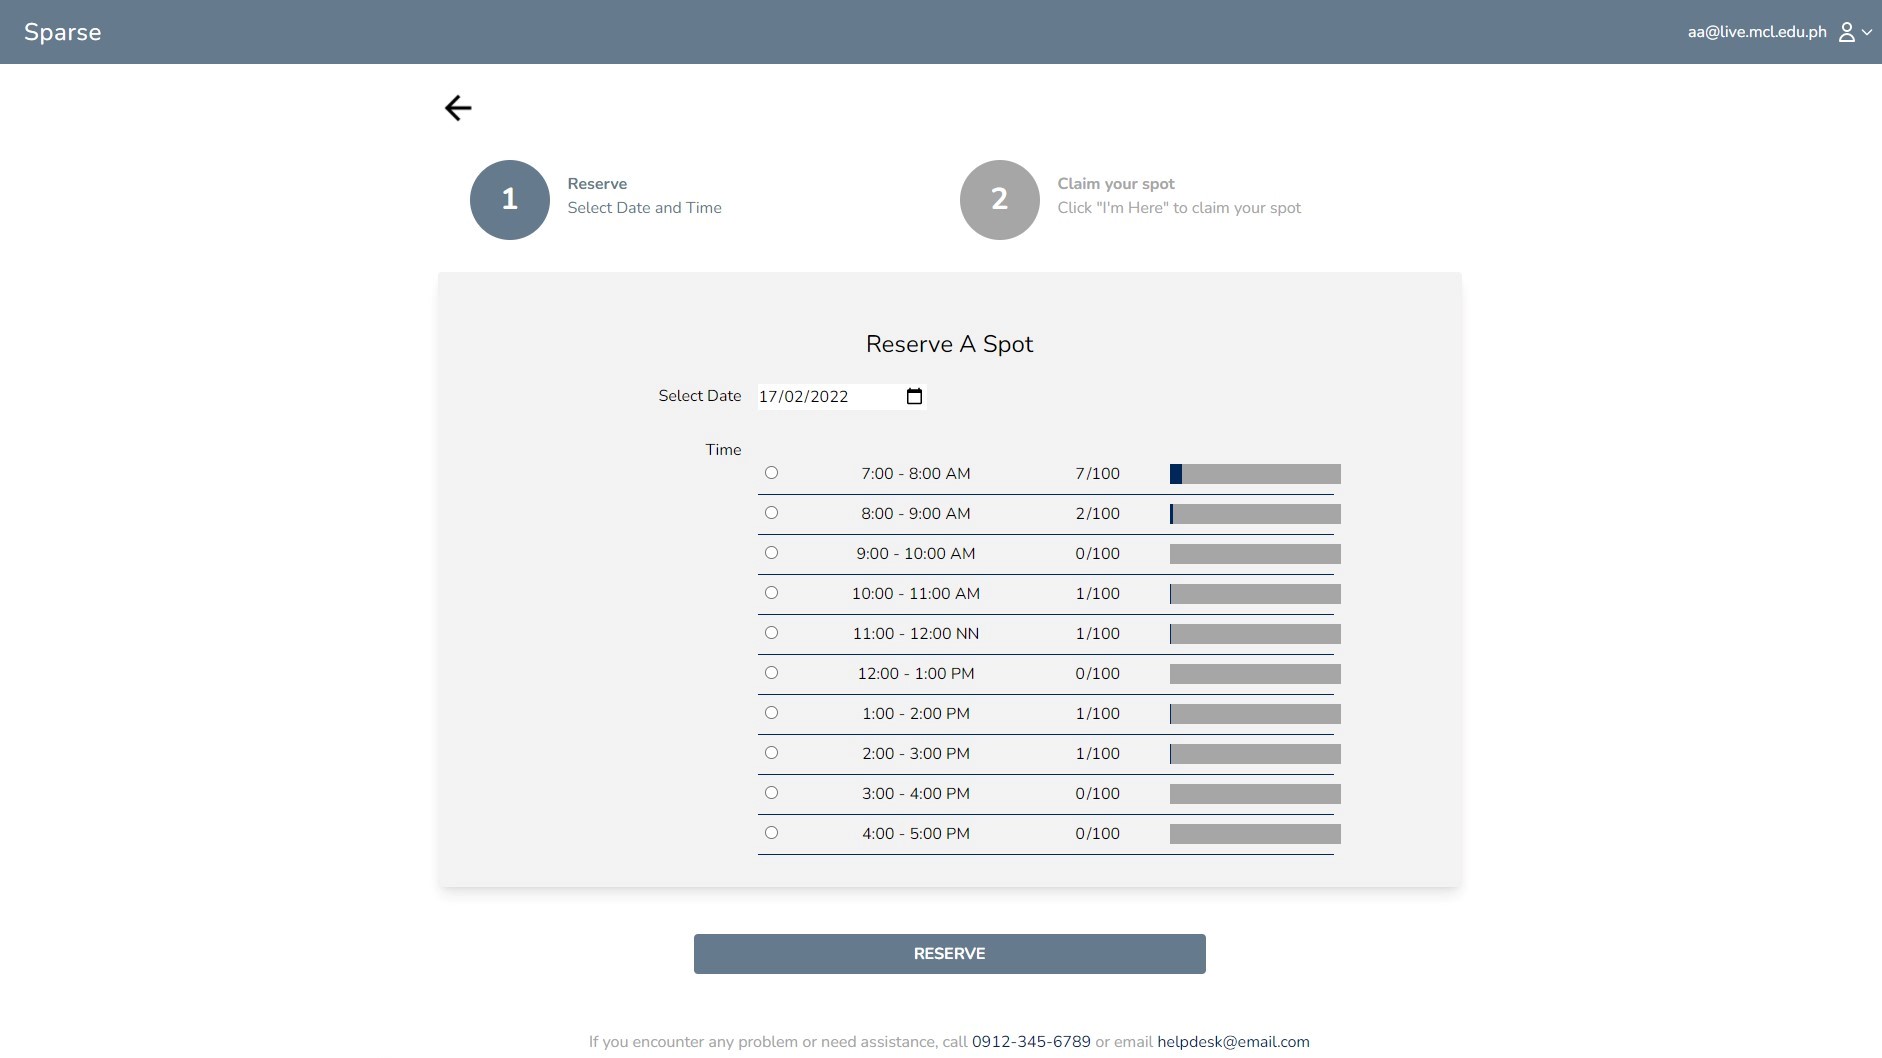 Sparse
aa@live.mcl.edu.ph
1
Reserve
Select Date and Time
2
Claim your spot
Click "I'm Here" to claim your spot
Reserve A Spot
Select Date 17/02/2022
Time
7:00 - 8:00 AM 7/100
8:00 - 9:00 AM 2/100
9:00 - 10:00 AM 0/100
10:00 - 11:00 AM 1/100
11:00 - 12:00 NN 1/100
12:00 - 1:00 PM 0/100
1:00 - 2:00 PM 1/100
2:00 - 3:00 PM 1/100
3:00 - 4:00 PM 0/100
4:00 - 5:00 PM 0/100
RESERVE
If you encounter any problem or need assistance, call 0912-345-6789 or email helpdesk@email.com